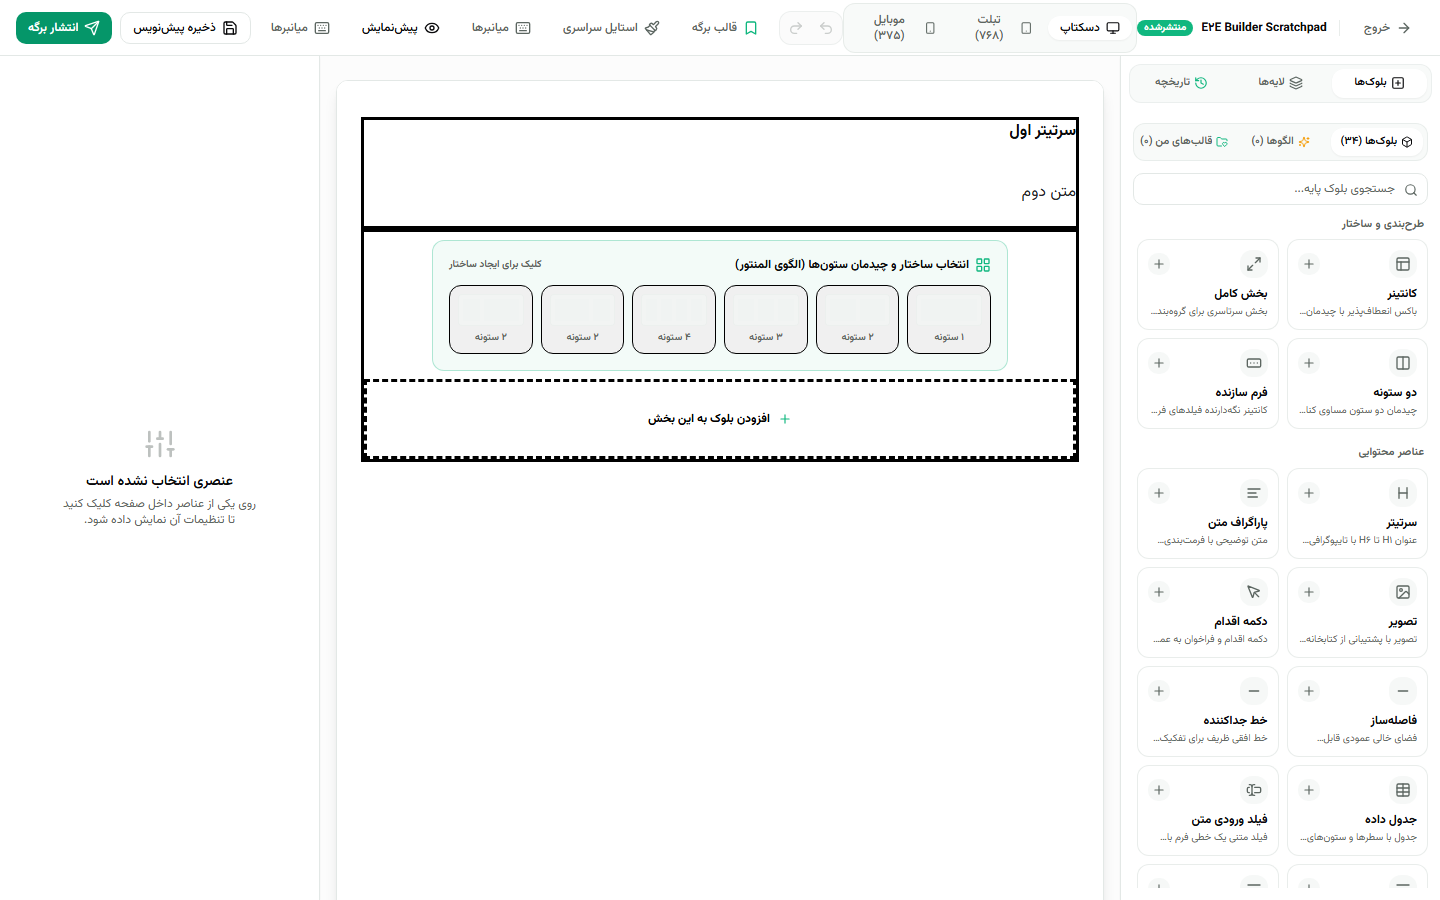 خروج
E۲E Builder Scratchpad
منتشرشده
دسکتاپ
تبلت (۷۶۸)
موبایل (۳۷۵)
قالب برگه
استایل سراسری
میانبرها
پیش‌نمایش
میانبرها
ذخیره پیش‌نویس
انتشار برگه
بلوک‌ها
لایه‌ها
تاریخچه
بلوک‌ها (۳۴)
الگوها (۰)
قالب‌های من (۰)
جستجوی بلوک پایه...
طرح‌بندی و ساختار
کانتینر
باکس انعطاف‌پذیر با چیدمان...
بخش کامل
بخش سرتاسری برای گروه‌بند...
دو ستونه
چیدمان دو ستون مساوی کنا...
فرم سازنده
کانتینر نگه‌دارنده فیلدهای فر...
عناصر محتوایی
سرتیتر
عنوان H۱ تا H۶ با تایپوگرافی...
پاراگراف متن
متن توضیحی با فرمت‌بندی...
تصویر
تصویر با پشتیبانی از کتابخانه...
دکمه اقدام
دکمه اقدام و فراخوان به عمـ...
فاصله‌ساز
فضای خالی عمودی قابل...
خط جداکننده
خط افقی ظریف برای تفکیک...
جدول داده
جدول با سطرها و ستون‌های...
فیلد ورودی متن
فیلد متنی یک خطی فرم با...
سرتیتر اول
متن دوم
انتخاب ساختار و چیدمان ستون‌ها (الگوی المنتور)
کلیک برای ایجاد ساختار
۱ ستونه
۲ ستونه
۳ ستونه
۴ ستونه
۲ ستونه
۲ ستونه
افزودن بلوک به این بخش
عنصری انتخاب نشده است
روی یکی از عناصر داخل صفحه کلیک کنید
تا تنظیمات آن نمایش داده شود.